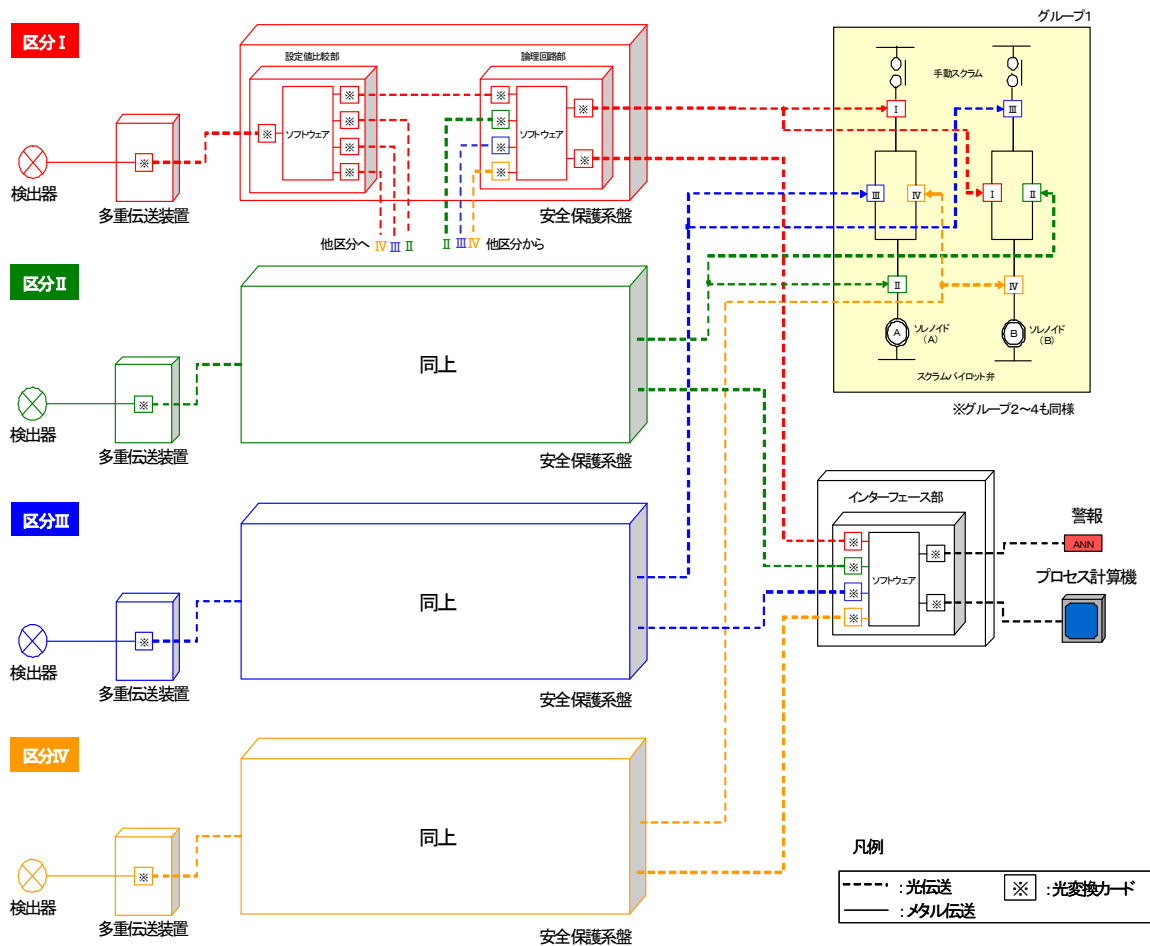 区分Ⅰ
設定値比較部
論理回路部
※
ソフトウェア
※
※
※
※
※
※
※
※
ソフトウェア
※
※
※
検出器
多重伝送装置
安全保護系盤
他区分へ Ⅳ Ⅲ Ⅱ
Ⅱ Ⅲ Ⅳ 他区分から
グループ1
手動スクラム
Ⅰ
Ⅲ
Ⅲ
Ⅳ
Ⅰ
Ⅱ
Ⅱ
Ⅳ
A
ソレノイド
(A)
B
ソレノイド
(B)
スクラムパイロット弁
※グループ2~4も同様
区分Ⅱ
※
検出器
多重伝送装置
同上
安全保護系盤
区分Ⅲ
※
検出器
多重伝送装置
同上
安全保護系盤
インターフェース部
※
※
※
※
ソフトウェア
※
※
警報
ANN
プロセス計算機
区分Ⅳ
※
検出器
多重伝送装置
同上
安全保護系盤
凡例
:光伝送
※ :光変換カード
:メタル伝送